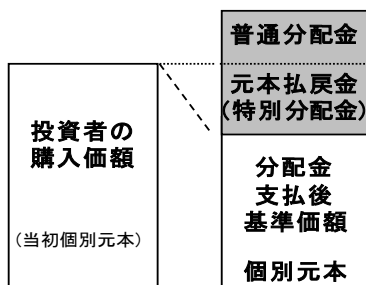 投資者の
購入価額
(当初個別元本)
普通分配金
元本払戻金
(特別分配金)
分配金
支払後
基準価額
個別元本